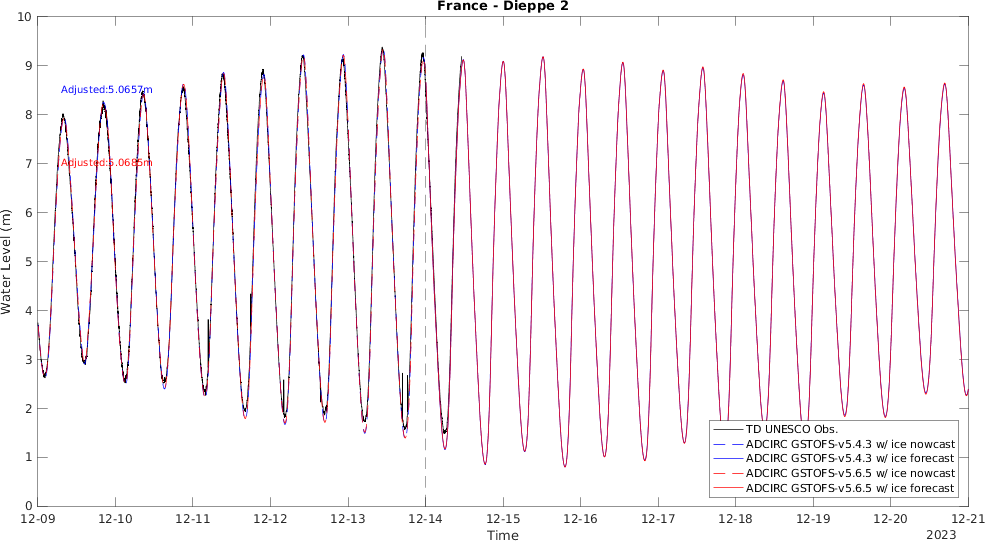 France - Dieppe 2
10
9
8
7
6
5
4
3
2
1
0
Water Level (m)
Adjusted:5.0657m
Adjusted:5.0685m
TD UNESCO Obs.
ADCIRC GSTOFS-v5.4.3 w/ ice nowcast
ADCIRC GSTOFS-v5.4.3 w/ ice forecast
ADCIRC GSTOFS-v5.6.5 w/ ice nowcast
ADCIRC GSTOFS-v5.6.5 w/ ice forecast
12-09 12-10 12-11 12-12 12-13 12-14 12-15 12-16 12-17 12-18 12-19 12-20 12-21
Time
2023